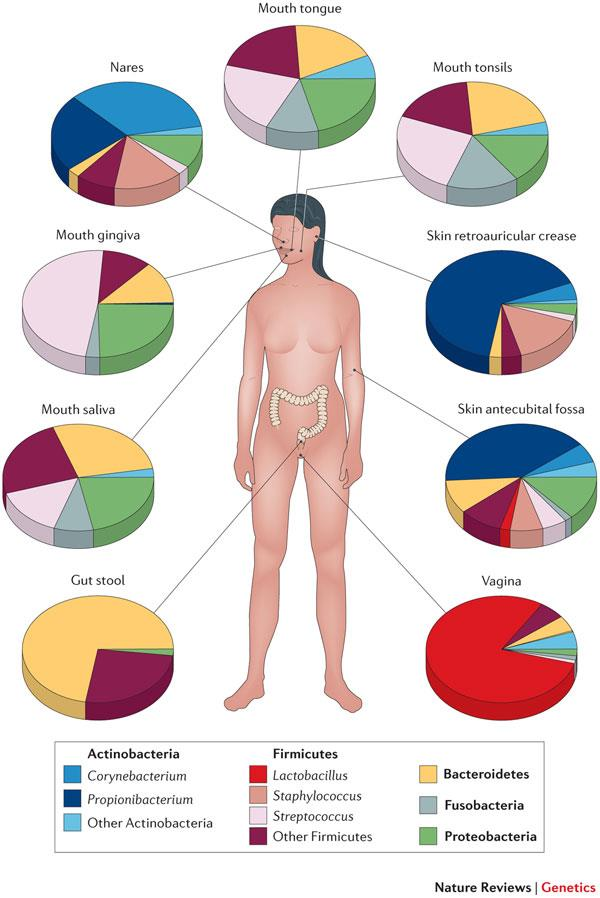 Mouth tongue
Nares
Mouth tonsils
Mouth gingiva
Skin retroauricular crease
Mouth saliva
Skin antecubital fossa
Gut stool
Vagina
Actinobacteria
Corynebacterium
Propionibacterium
Other Actinobacteria
Firmicutes
Lactobacillus
Staphylococcus
Streptococcus
Other Firmicutes
Bacteroidetes
Fusobacteria
Proteobacteria
Nature Reviews | Genetics